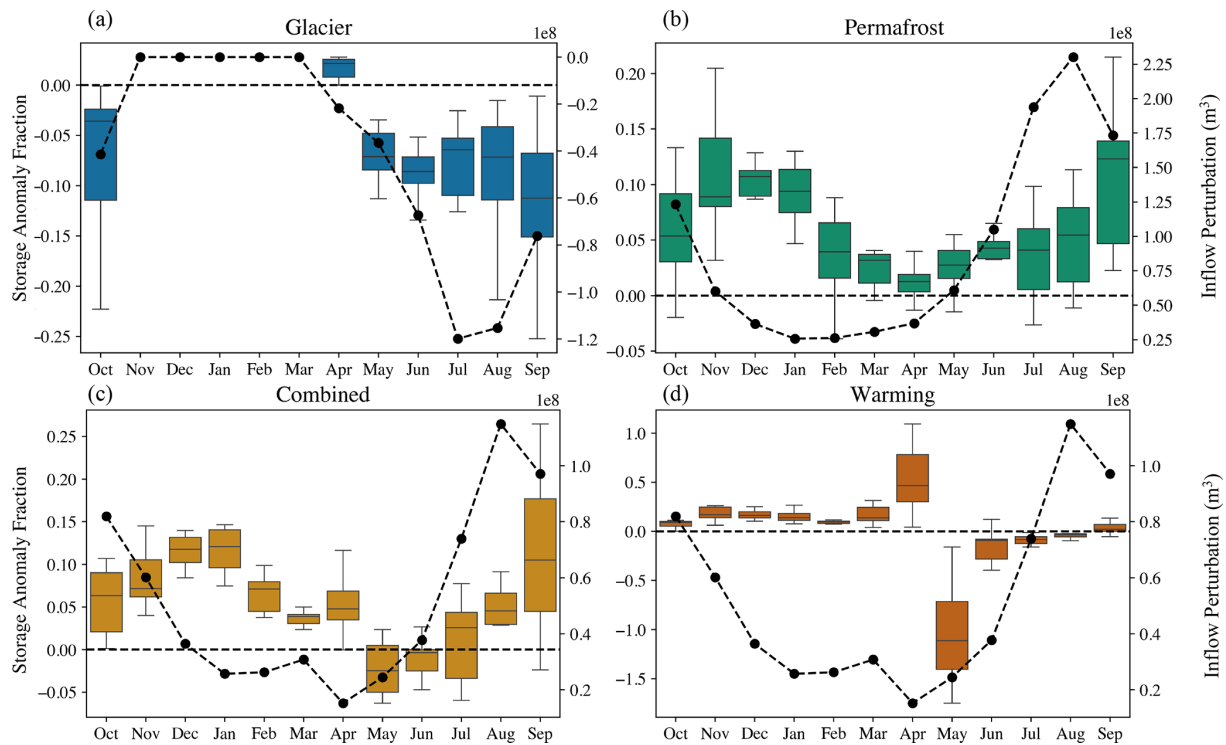 (a)
Glacier
1e8
Storage Anomaly Fraction
0.00
−0.05
−0.10
−0.15
−0.20
−0.25
0.0
−0.2
−0.4
−0.6
−0.8
−1.0
−1.2
Oct Nov Dec Jan Feb Mar Apr May Jun Jul Aug Sep
(b)
Permafrost
1e8
0.20
0.15
0.10
0.05
0.00
−0.05
2.25
2.00
1.75
1.50
1.25
1.00
0.75
0.50
0.25
Inflow Perturbation (m³)
Oct Nov Dec Jan Feb Mar Apr May Jun Jul Aug Sep
(c)
Combined
1e8
Storage Anomaly Fraction
0.25
0.20
0.15
0.10
0.05
0.00
−0.05
1.0
0.8
0.6
0.4
0.2
Oct Nov Dec Jan Feb Mar Apr May Jun Jul Aug Sep
(d)
Warming
1e8
1.0
0.5
0.0
−0.5
−1.0
−1.5
1.0
0.8
0.6
0.4
0.2
Inflow Perturbation (m³)
Oct Nov Dec Jan Feb Mar Apr May Jun Jul Aug Sep